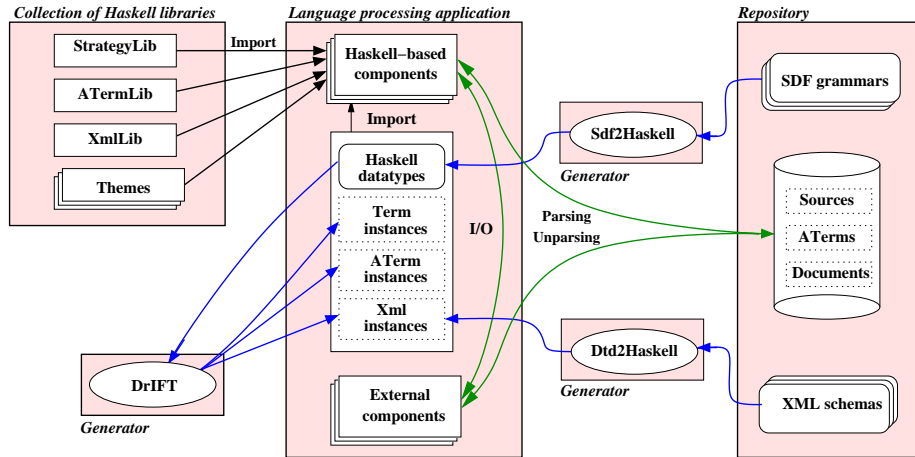 Collection of Haskell libraries
StrategyLib
ATermLib
XmlLib
Themes
Import
Language processing application
Haskell–based
components
Import
Haskell
datatypes
Term
instances
ATerm
instances
Xml
instances
External
components
I/O
Parsing
Unparsing
DrIFT
Generator
Sdf2Haskell
Generator
Dtd2Haskell
Generator
Repository
SDF grammars
Sources
ATerms
Documents
XML schemas